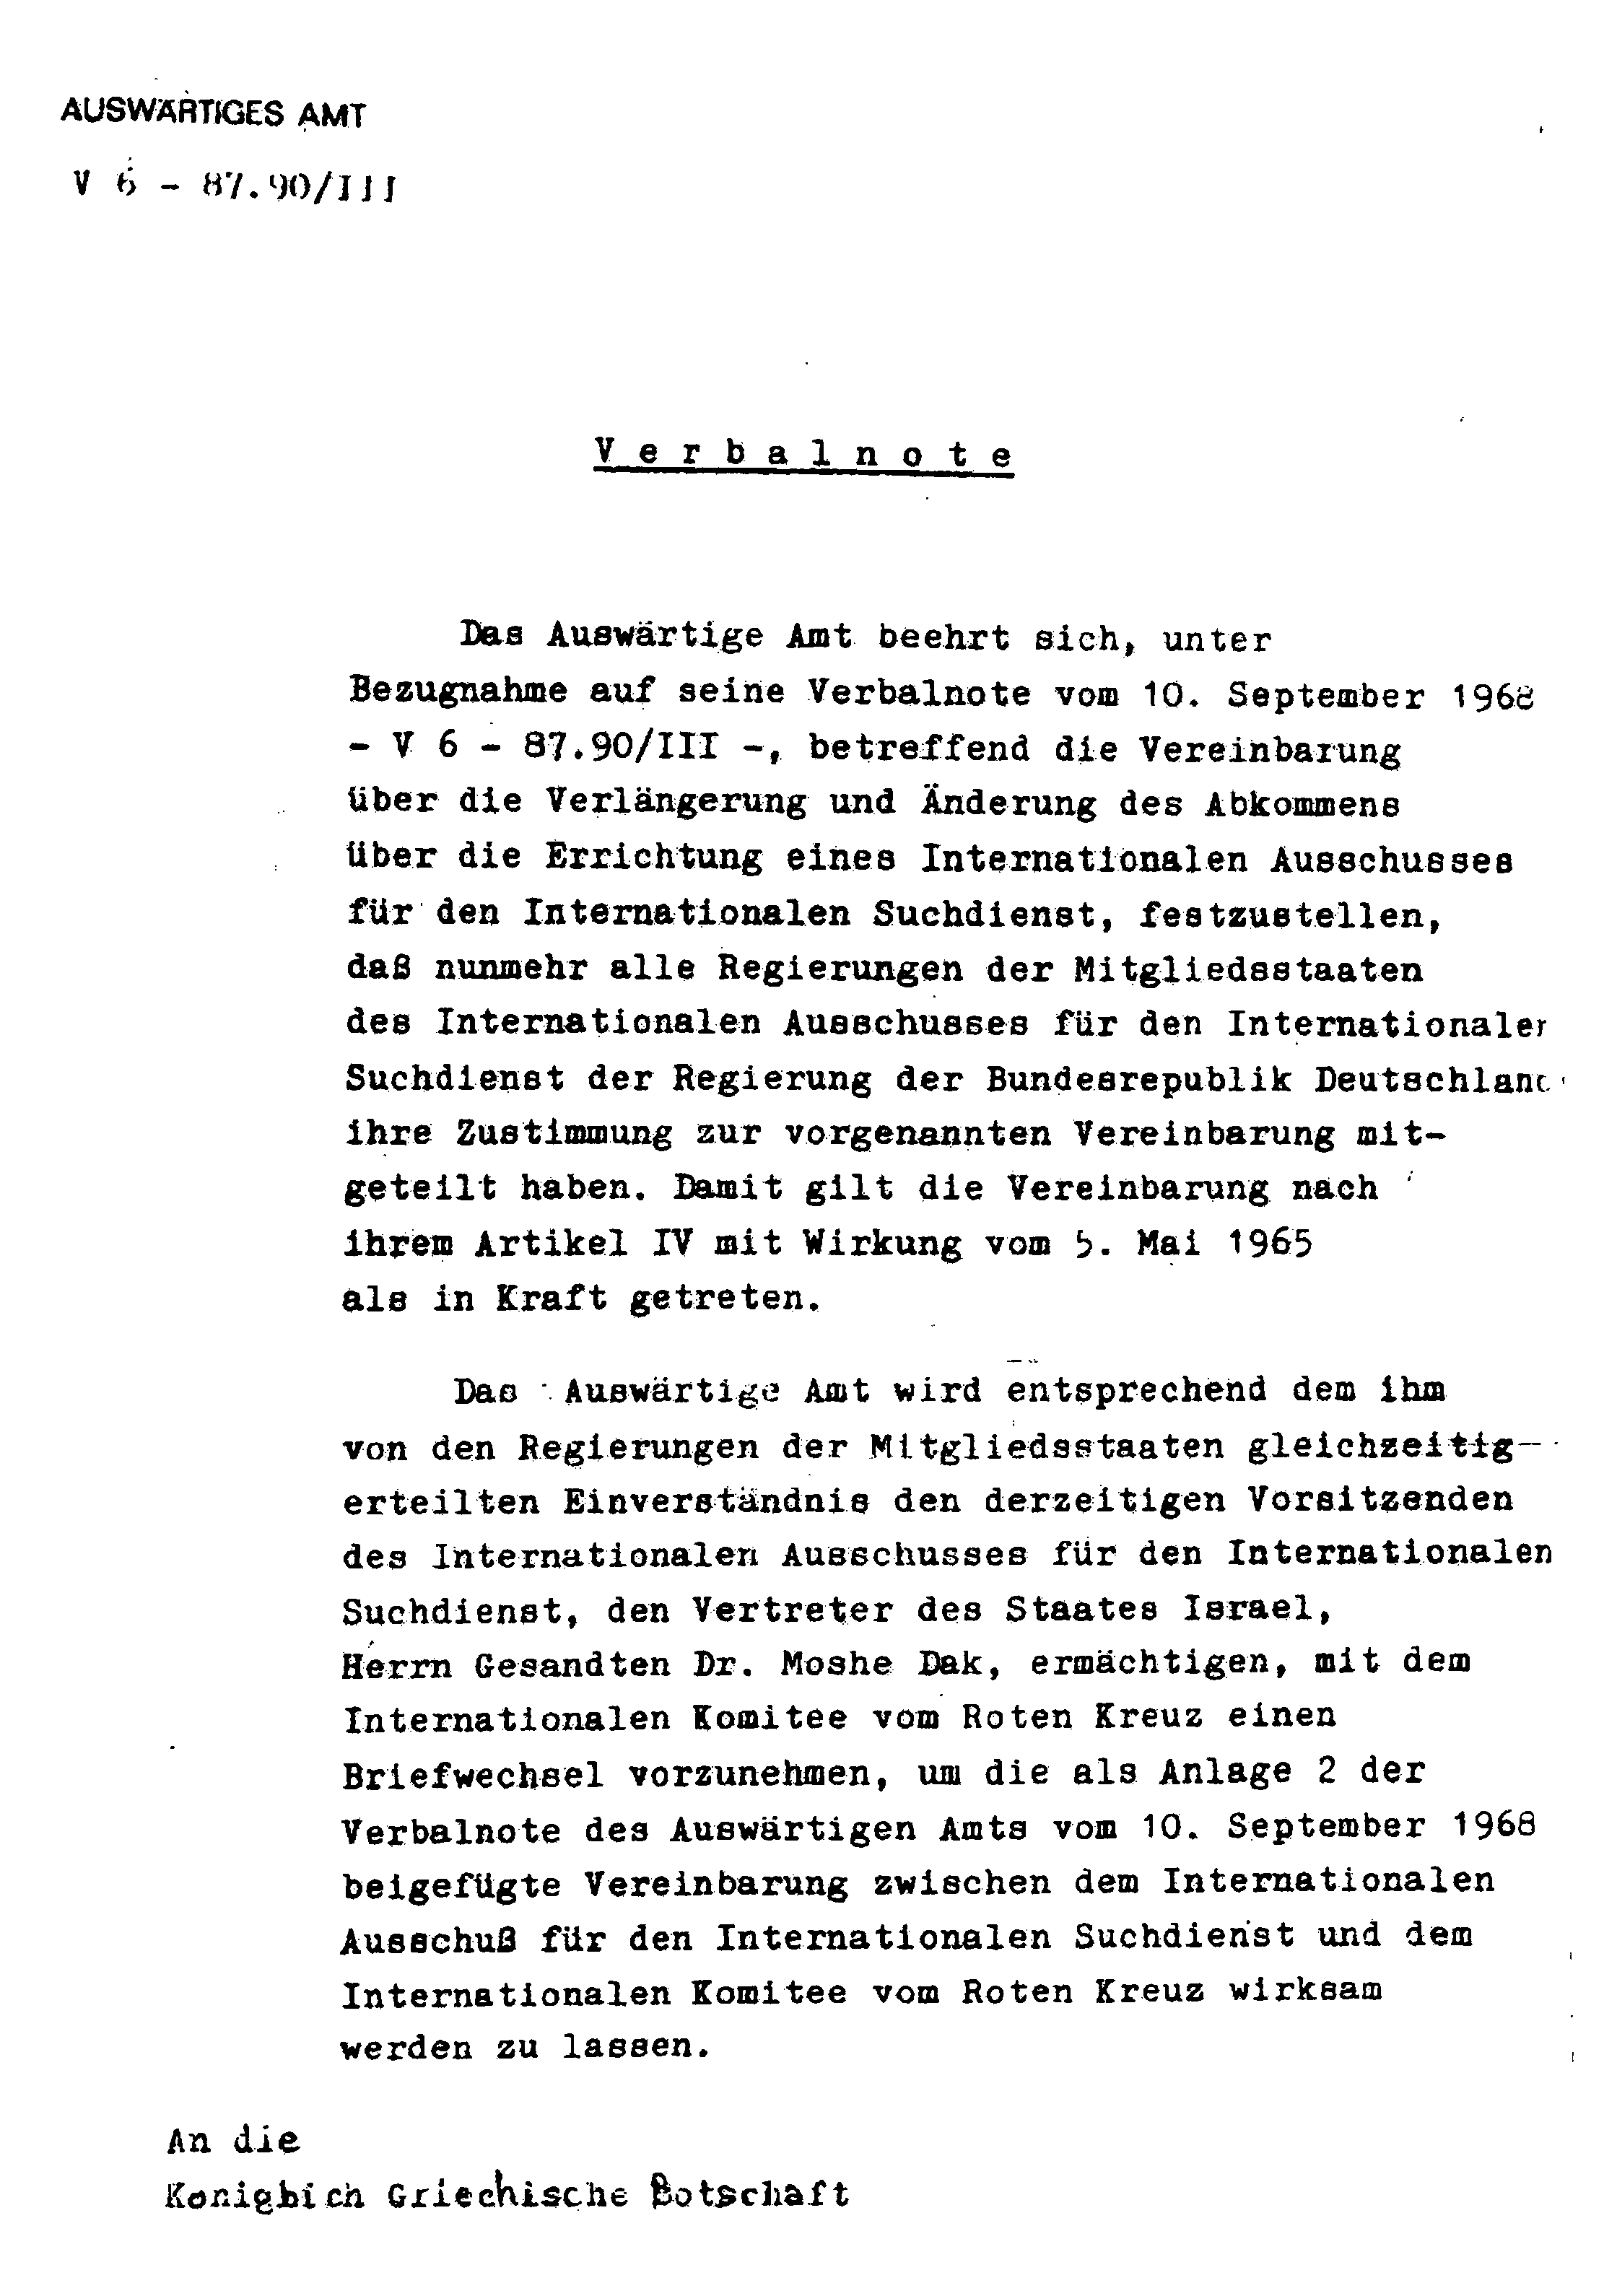 AUSWÄRTIGES AMT
V 6 - 87.90/III
V e r b a l n o t e
Das Auswärtige Amt beehrt sich, unter
Bezugnahme auf seine Verbalnote vom 10. September 1968
- V 6 - 87.90/III -, betreffend die Vereinbarung
über die Verlängerung und Änderung des Abkommens
über die Errichtung eines Internationalen Ausschusses
für den Internationalen Suchdienst, festzustellen,
daß nunmehr alle Regierungen der Mitgliedsstaaten
des Internationalen Ausschusses für den Internationalen
Suchdienst der Regierung der Bundesrepublik Deutschland
ihre Zustimmung zur vorgenannten Vereinbarung mit-
geteilt haben. Damit gilt die Vereinbarung nach
ihrem Artikel IV mit Wirkung vom 5. Mai 1965
als in Kraft getreten.
Das Auswärtige Amt wird entsprechend dem ihm
von den Regierungen der Mitgliedsstaaten gleichzeitig
erteilten Einverständnis den derzeitigen Vorsitzenden
des Internationalen Ausschusses für den Internationalen
Suchdienst, den Vertreter des Staates Israel,
Herrn Gesandten Dr. Moshe Dak, ermächtigen, mit dem
Internationalen Komitee vom Roten Kreuz einen
Briefwechsel vorzunehmen, um die als Anlage 2 der
Verbalnote des Auswärtigen Amts vom 10. September 1968
beigefügte Vereinbarung zwischen dem Internationalen
Ausschuß für den Internationalen Suchdienst und dem
Internationalen Komitee vom Roten Kreuz wirksam
werden zu lassen.
An die
Königlich Griechische Botschaft